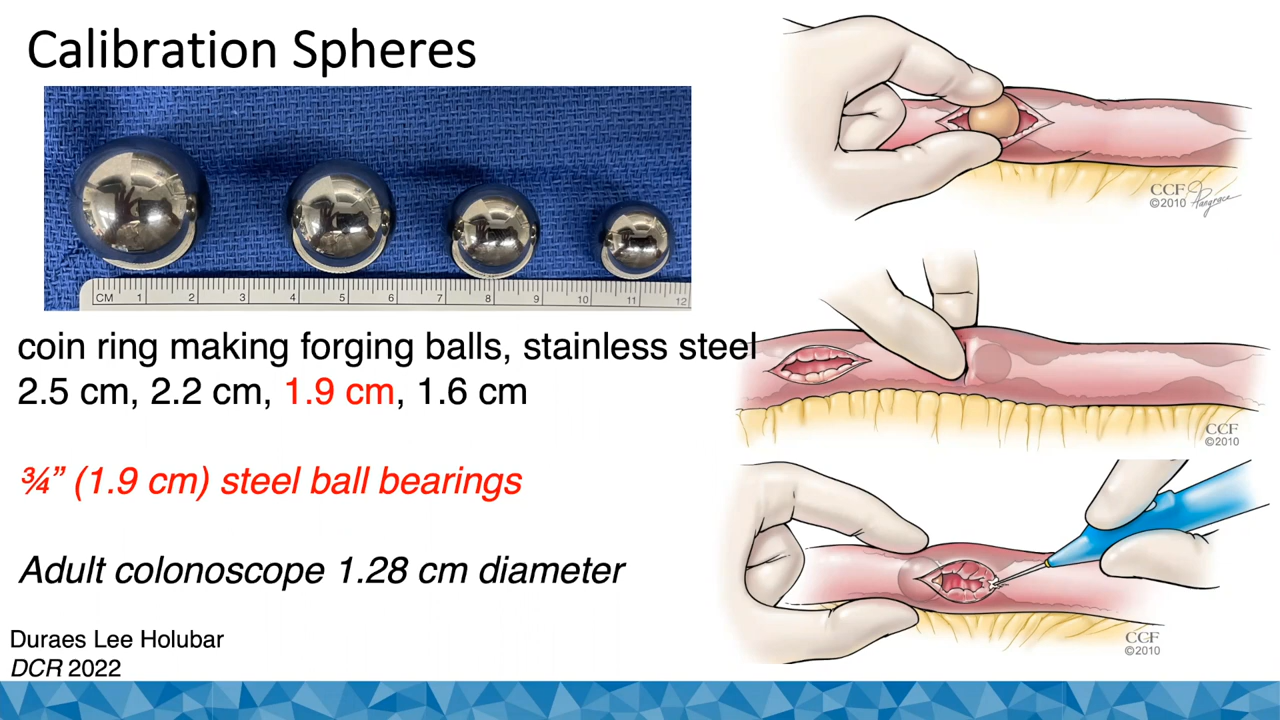 Calibration Spheres
CM 1 2 3 4 5 6 7 8 9 10 11 12
coin ring making forging balls, stainless steel
2.5 cm, 2.2 cm, 1.9 cm, 1.6 cm
¾” (1.9 cm) steel ball bearings
Adult colonoscope 1.28 cm diameter
Duraes Lee Holubar
DCR 2022
CCF
©2010 Pangrace
CCF
©2010
CCF
©2010